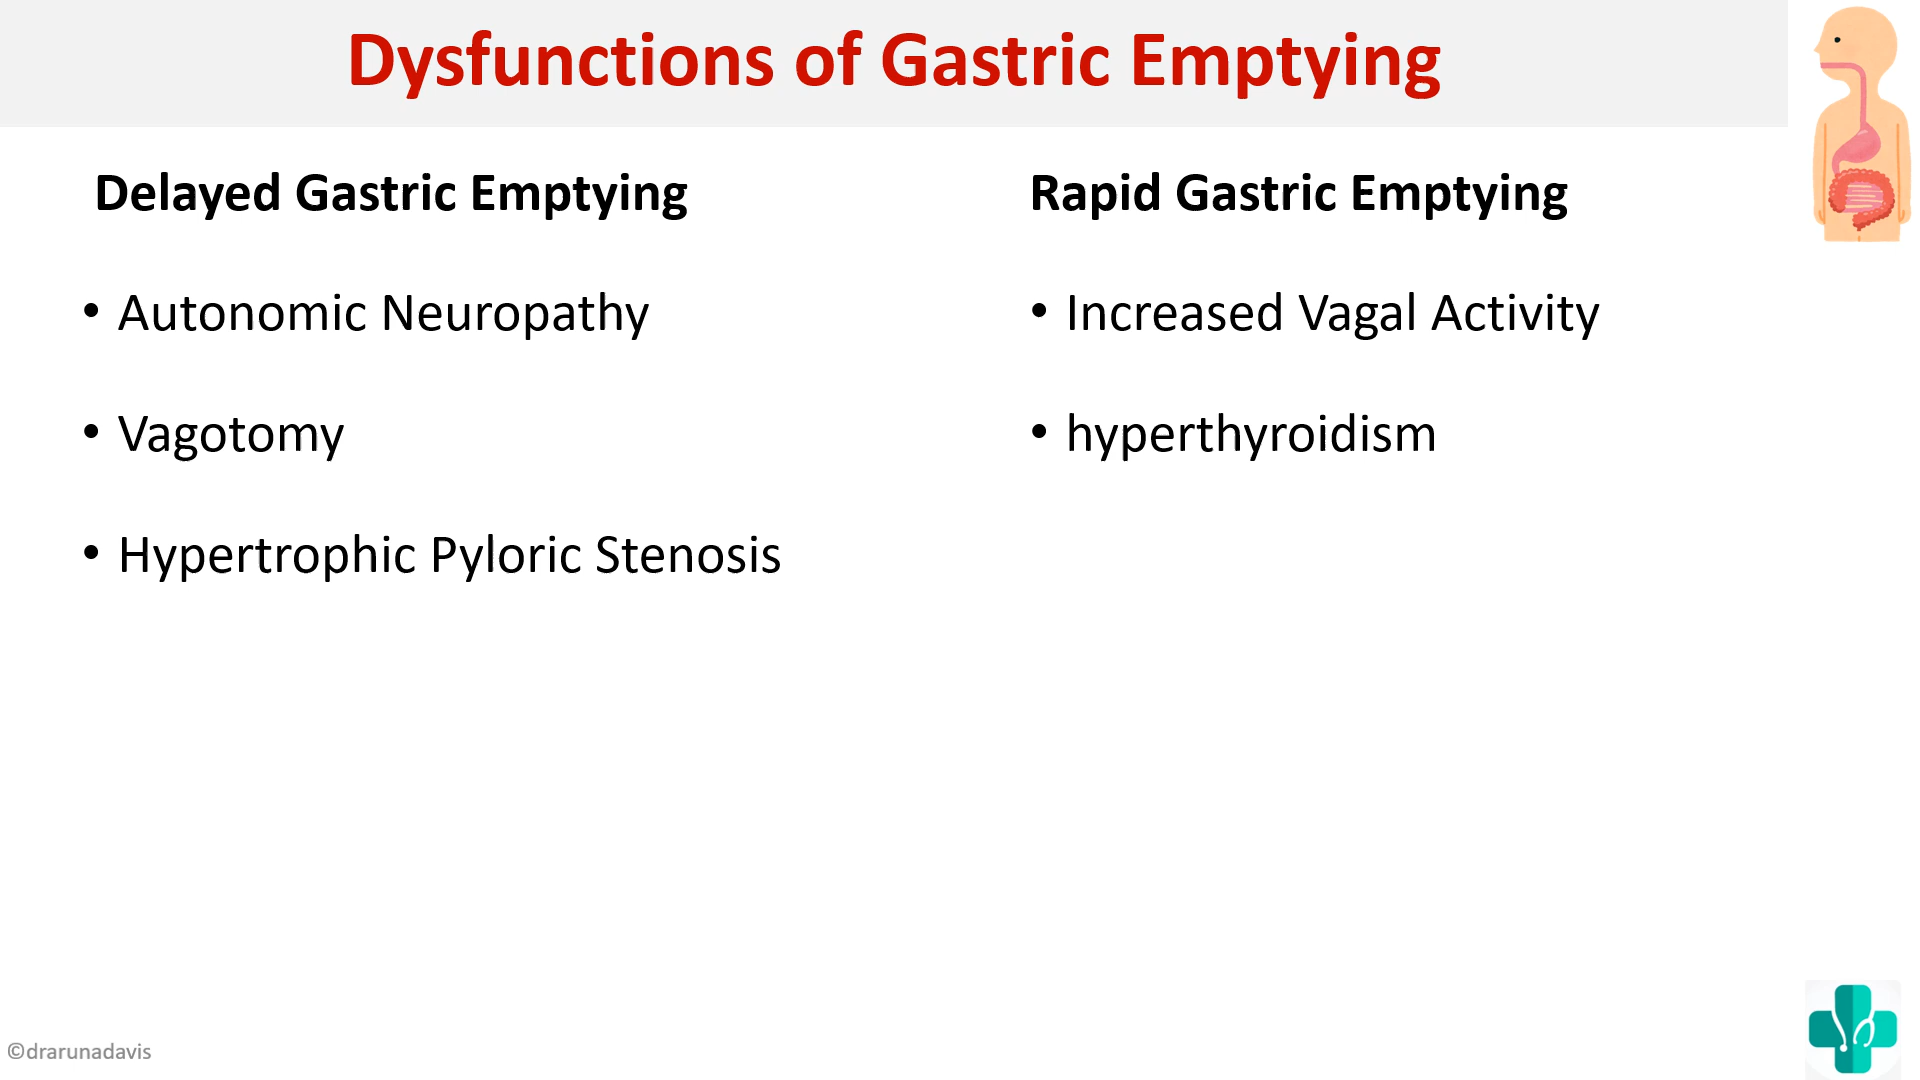 Dysfunctions of Gastric Emptying
Delayed Gastric Emptying
• Autonomic Neuropathy
• Vagotomy
• Hypertrophic Pyloric Stenosis
Rapid Gastric Emptying
• Increased Vagal Activity
• hyperthyroidism
©drarunadavis